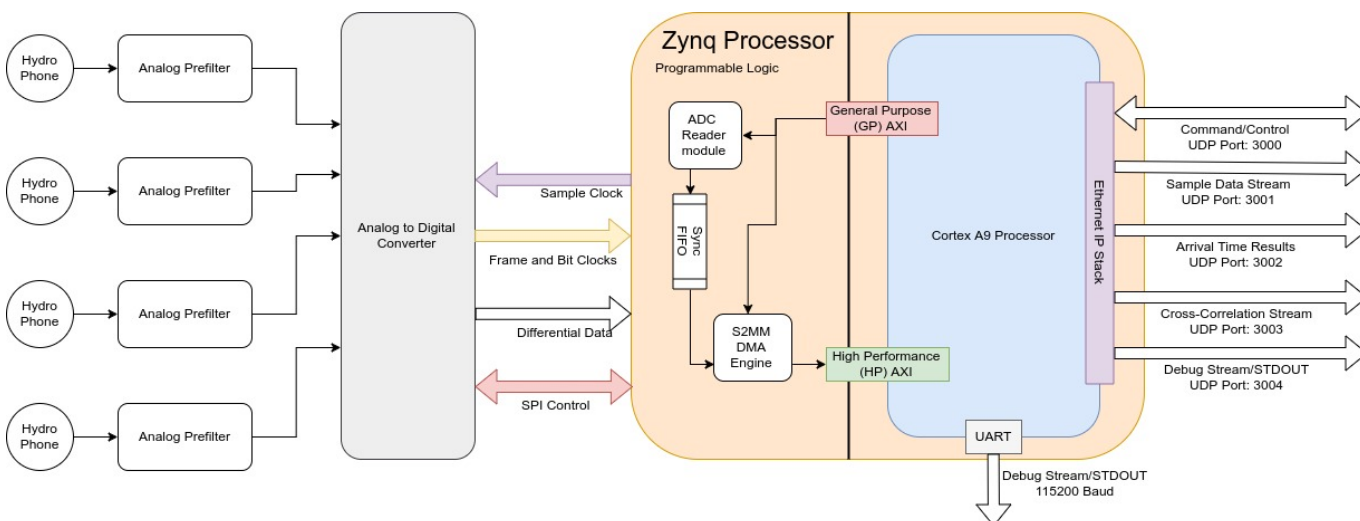 Hydro
Phone
Analog Prefilter
Hydro
Phone
Analog Prefilter
Hydro
Phone
Analog Prefilter
Hydro
Phone
Analog Prefilter
Analog to Digital
Converter
Sample Clock
Frame and Bit Clocks
Differential Data
SPI Control
Zynq Processor
Programmable Logic
ADC
Reader
module
Sync
FIFO
S2MM
DMA
Engine
General Purpose
(GP) AXI
High Performance
(HP) AXI
Cortex A9 Processor
Ethernet IP Stack
UART
Debug Stream/STDOUT
115200 Baud
Command/Control
UDP Port: 3000
Sample Data Stream
UDP Port: 3001
Arrival Time Results
UDP Port: 3002
Cross-Correlation Stream
UDP Port: 3003
Debug Stream/STDOUT
UDP Port: 3004